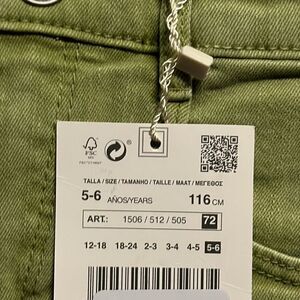 FSC
TALLA / SIZE / TAMANHO / TAILLE / MAAT / ΜΕΓΕΘΟΣ
5-6 AÑOS/YEARS 116 CM
ART.: 1506 / 512 / 505 72
12-18 18-24 2-3 3-4 4-5 5-6